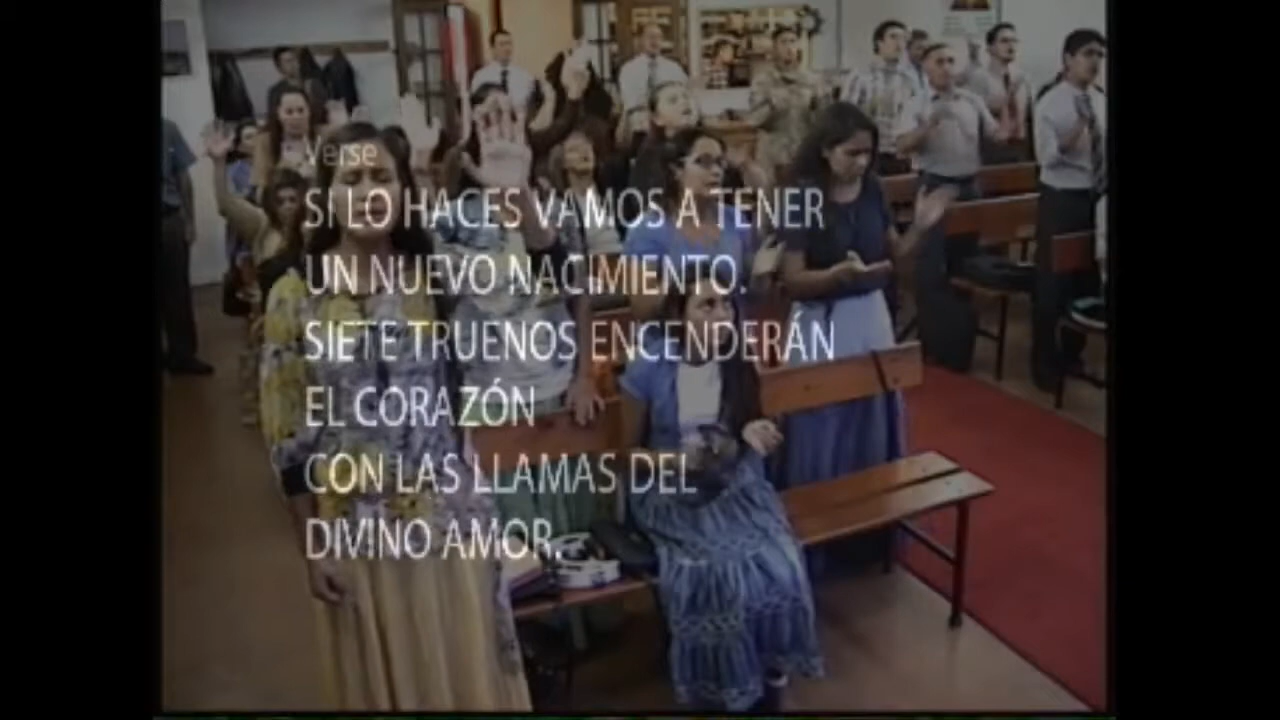 Verse
SI LO HACES VAMOS A TENER
UN NUEVO NACIMIENTO.
SIETE TRUENOS ENCENDERÁN
EL CORAZÓN
CON LAS LLAMAS DEL
DIVINO AMOR.